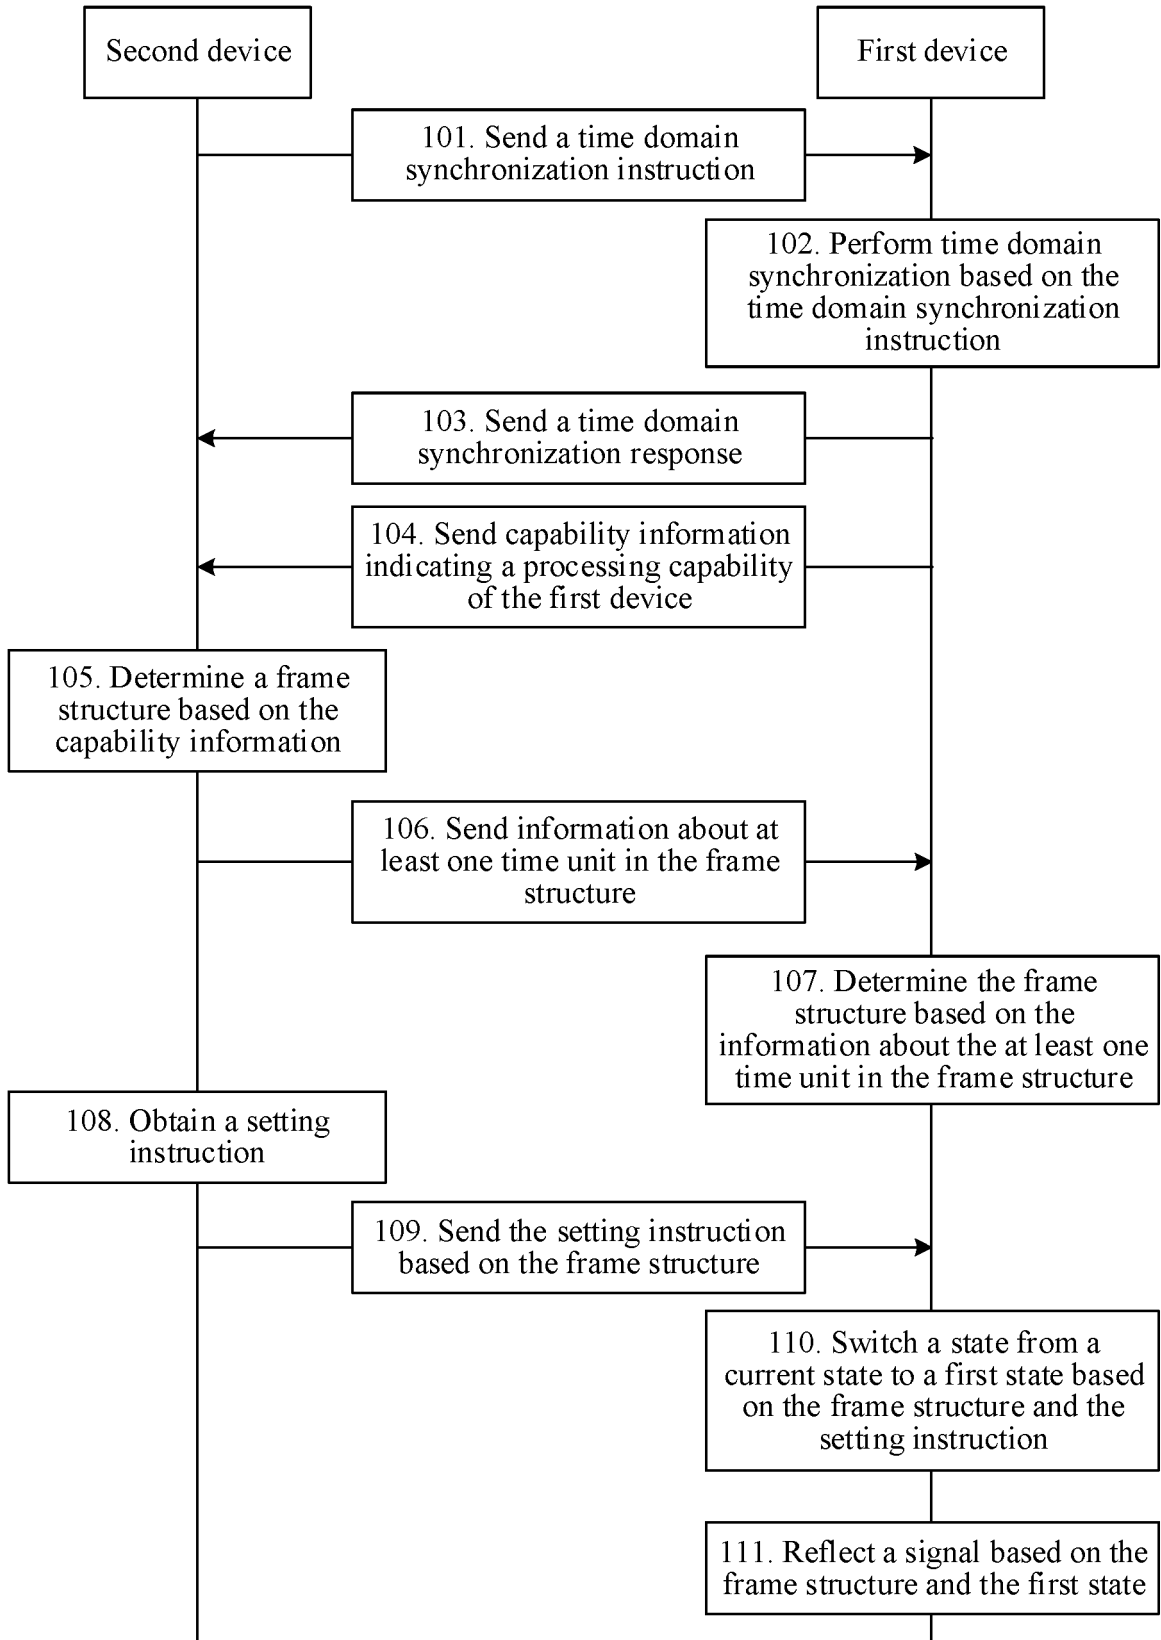 Second device
First device
101. Send a time domain
synchronization instruction
102. Perform time domain
synchronization based on the
time domain synchronization
instruction
103. Send a time domain
synchronization response
104. Send capability information
indicating a processing capability
of the first device
105. Determine a frame
structure based on the
capability information
106. Send information about at
least one time unit in the frame
structure
107. Determine the frame
structure based on the
information about the at least one
time unit in the frame structure
108. Obtain a setting
instruction
109. Send the setting instruction
based on the frame structure
110. Switch a state from a
current state to a first state based
on the frame structure and the
setting instruction
111. Reflect a signal based on the
frame structure and the first state